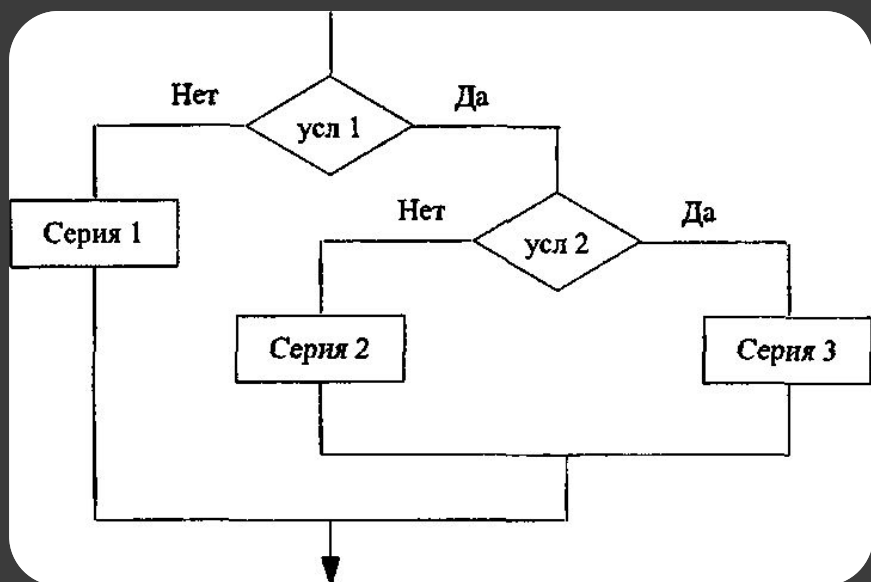 Нет
Да
усл 1
Серия 1
Нет
Да
усл 2
Серия 2
Серия 3